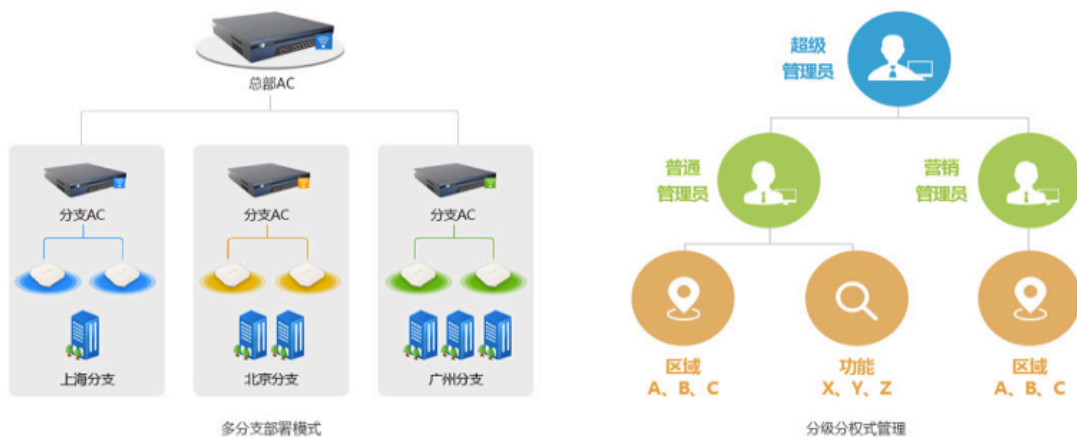 总部AC
分支AC
分支AC
分支AC
上海分支
北京分支
广州分支
多分支部署模式
超级
管理员
普通
管理员
营销
管理员
区域
A、B、C
功能
X、Y、Z
区域
A、B、C
分级分权式管理